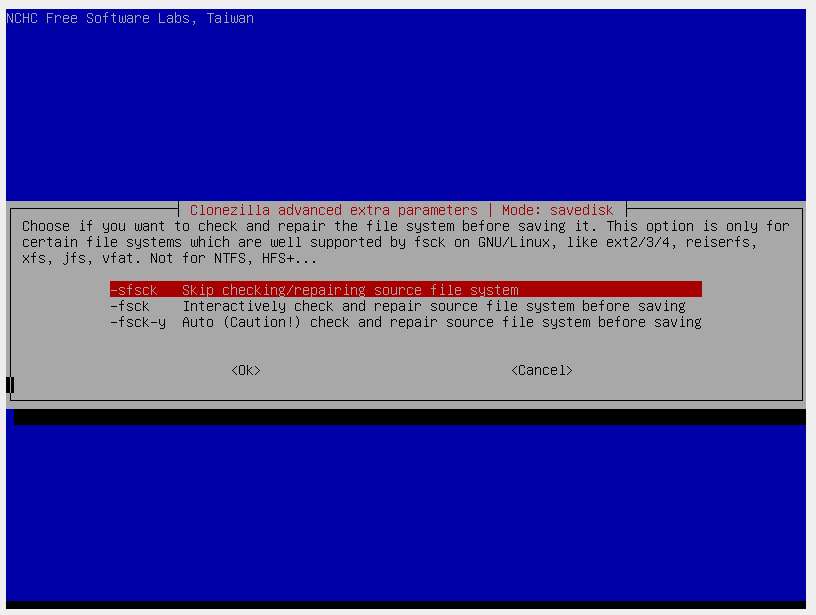 NCHC Free Software Labs, Taiwan
Clonezilla advanced extra parameters | Mode: savedisk
Choose if you want to check and repair the file system before saving it. This option is only for
certain file systems which are well supported by fsck on GNU/Linux, like ext2/3/4, reiserfs,
xfs, jfs, vfat. Not for NTFS, HFS+...
-sfsck Skip checking/repairing source file system
-fsck Interactively check and repair source file system before saving
-fsck-y Auto (Caution!) check and repair source file system before saving
<Ok> <Cancel>